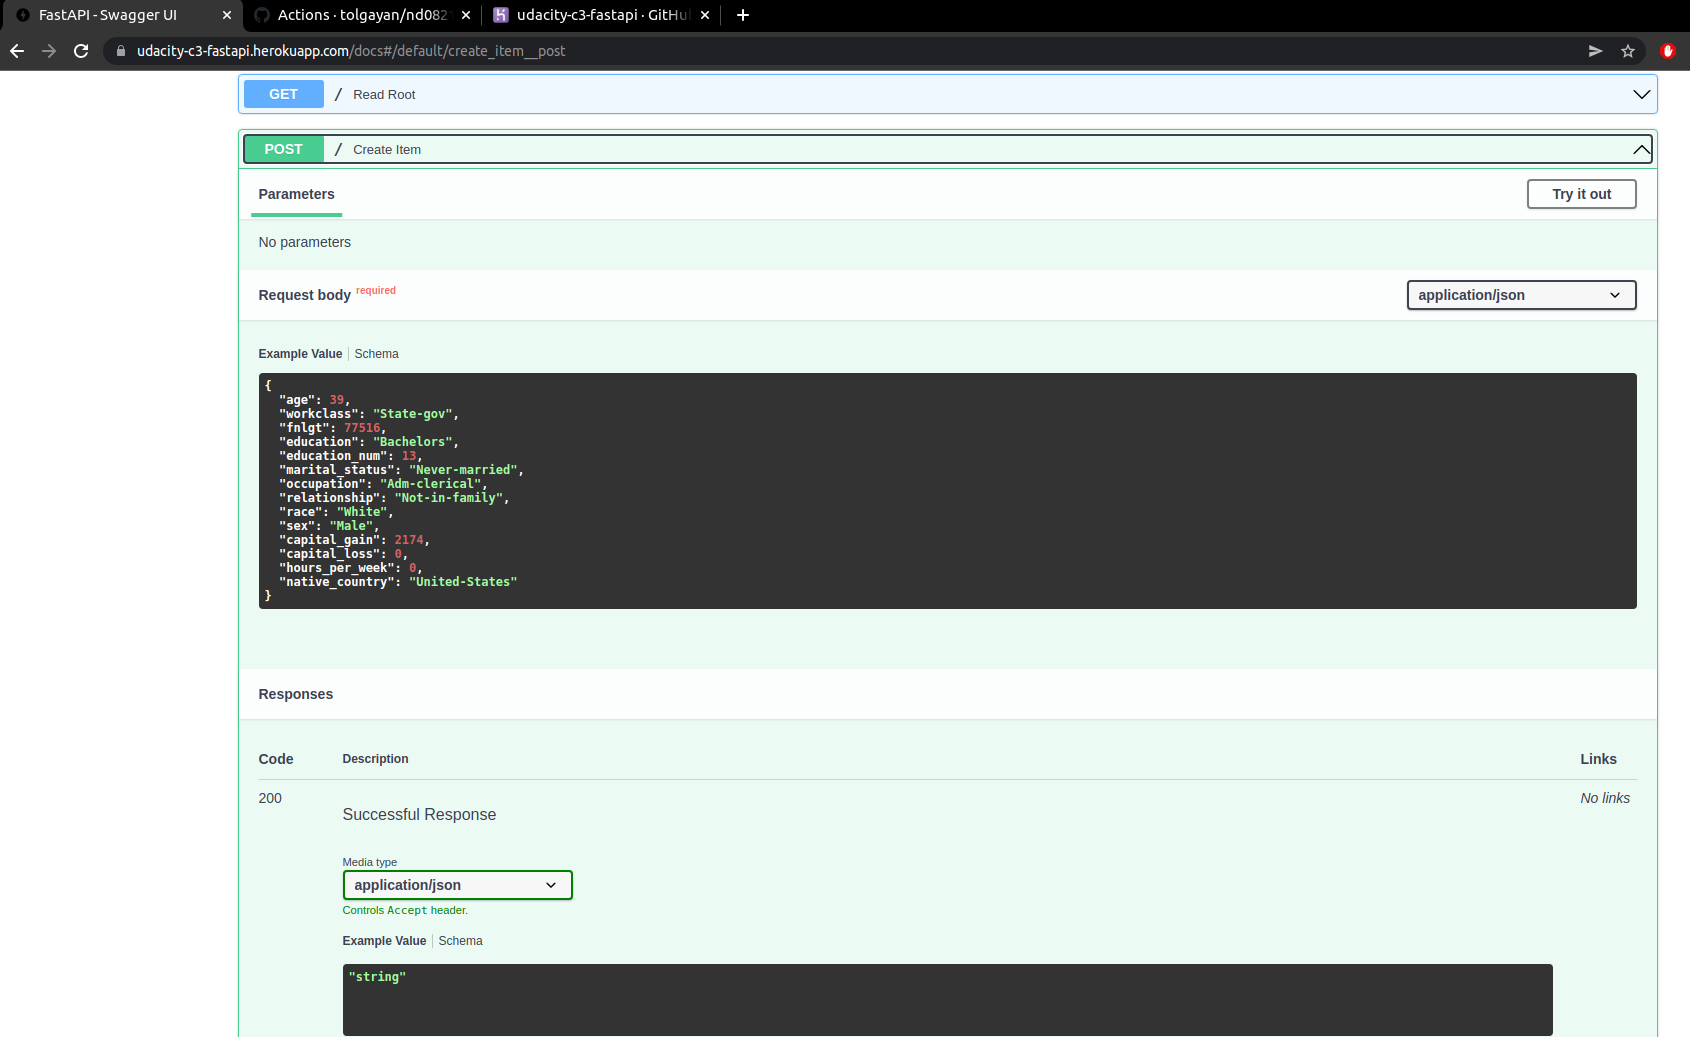 FastAPI - Swagger UI
Actions · tolgayan/nd082
udacity-c3-fastapi · GitHu
udacity-c3-fastapi.herokuapp.com/docs#/default/create_item__post
GET / Read Root
POST / Create Item
Parameters
Try it out
No parameters
Request body required
application/json
Example Value Schema
{
"age": 39,
"workclass": "State-gov",
"fnlgt": 77516,
"education": "Bachelors",
"education_num": 13,
"marital_status": "Never-married",
"occupation": "Adm-clerical",
"relationship": "Not-in-family",
"race": "White",
"sex": "Male",
"capital_gain": 2174,
"capital_loss": 0,
"hours_per_week": 0,
"native_country": "United-States"
}
Responses
Code Description Links
200 Successful Response No links
Media type
application/json
Controls Accept header.
Example Value Schema
"string"